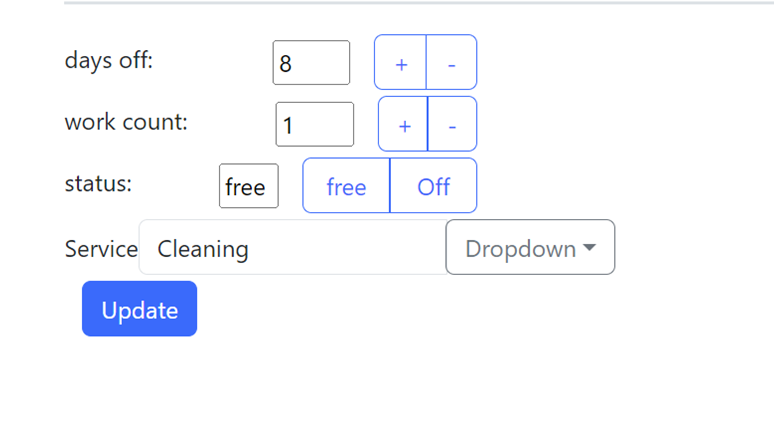 days off: 8 + -
work count: 1 + -
status: free free Off
Service Cleaning Dropdown
Update